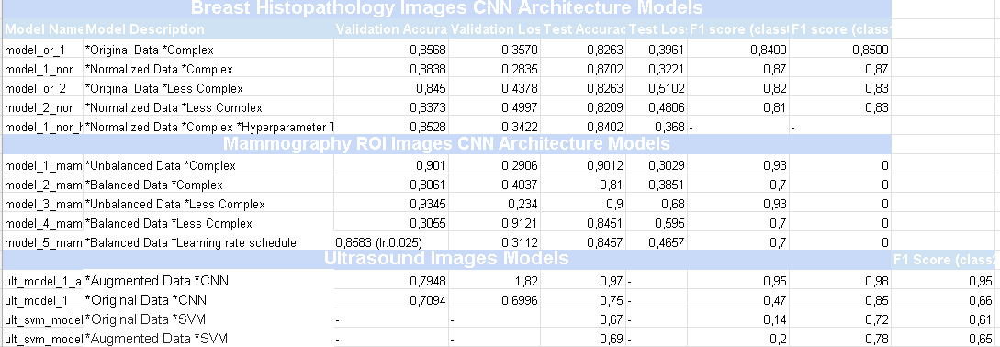 Breast Histopathology Images CNN Architecture Models
Model Name Model Description Validation Accura Validation Los Test Accurac Test Los F1 score (class F1 score (class
model_or_1 *Original Data *Complex 0,8568 0,3570 0,8263 0,3961 0,8400 0,8500
model_1_nor *Normalized Data *Complex 0,8838 0,2835 0,8702 0,3221 0,87 0,87
model_or_2 *Original Data *Less Complex 0,845 0,4378 0,8263 0,5102 0,82 0,83
model_2_nor *Normalized Data *Less Complex 0,8373 0,4997 0,8209 0,4806 0,81 0,83
model_1_nor_h *Normalized Data *Complex *Hyperparameter T 0,8528 0,3422 0,8402 0,368 - -
Mammography ROI Images CNN Architecture Models
model_1_mam *Unbalanced Data *Complex 0,901 0,2906 0,9012 0,3029 0,93 0
model_2_mam *Balanced Data *Complex 0,8061 0,4037 0,81 0,3851 0,7 0
model_3_mam *Unbalanced Data *Less Complex 0,9345 0,234 0,9 0,68 0,93 0
model_4_mam *Balanced Data *Less Complex 0,3055 0,9121 0,8451 0,595 0,7 0
model_5_mam *Balanced Data *Learning rate schedule 0,8583 (lr:0.025) 0,3112 0,8457 0,4657 0,7 0
Ultrasound Images Models F1 Score (class2
ult_model_1_a *Augmented Data *CNN 0,7948 1,82 0,97 - 0,95 0,98 0,95
ult_model_1 *Original Data *CNN 0,7094 0,6996 0,75 - 0,47 0,85 0,66
ult_svm_model *Original Data *SVM - - 0,67 - 0,14 0,72 0,61
ult_svm_model *Augmented Data *SVM - - 0,69 - 0,2 0,78 0,65